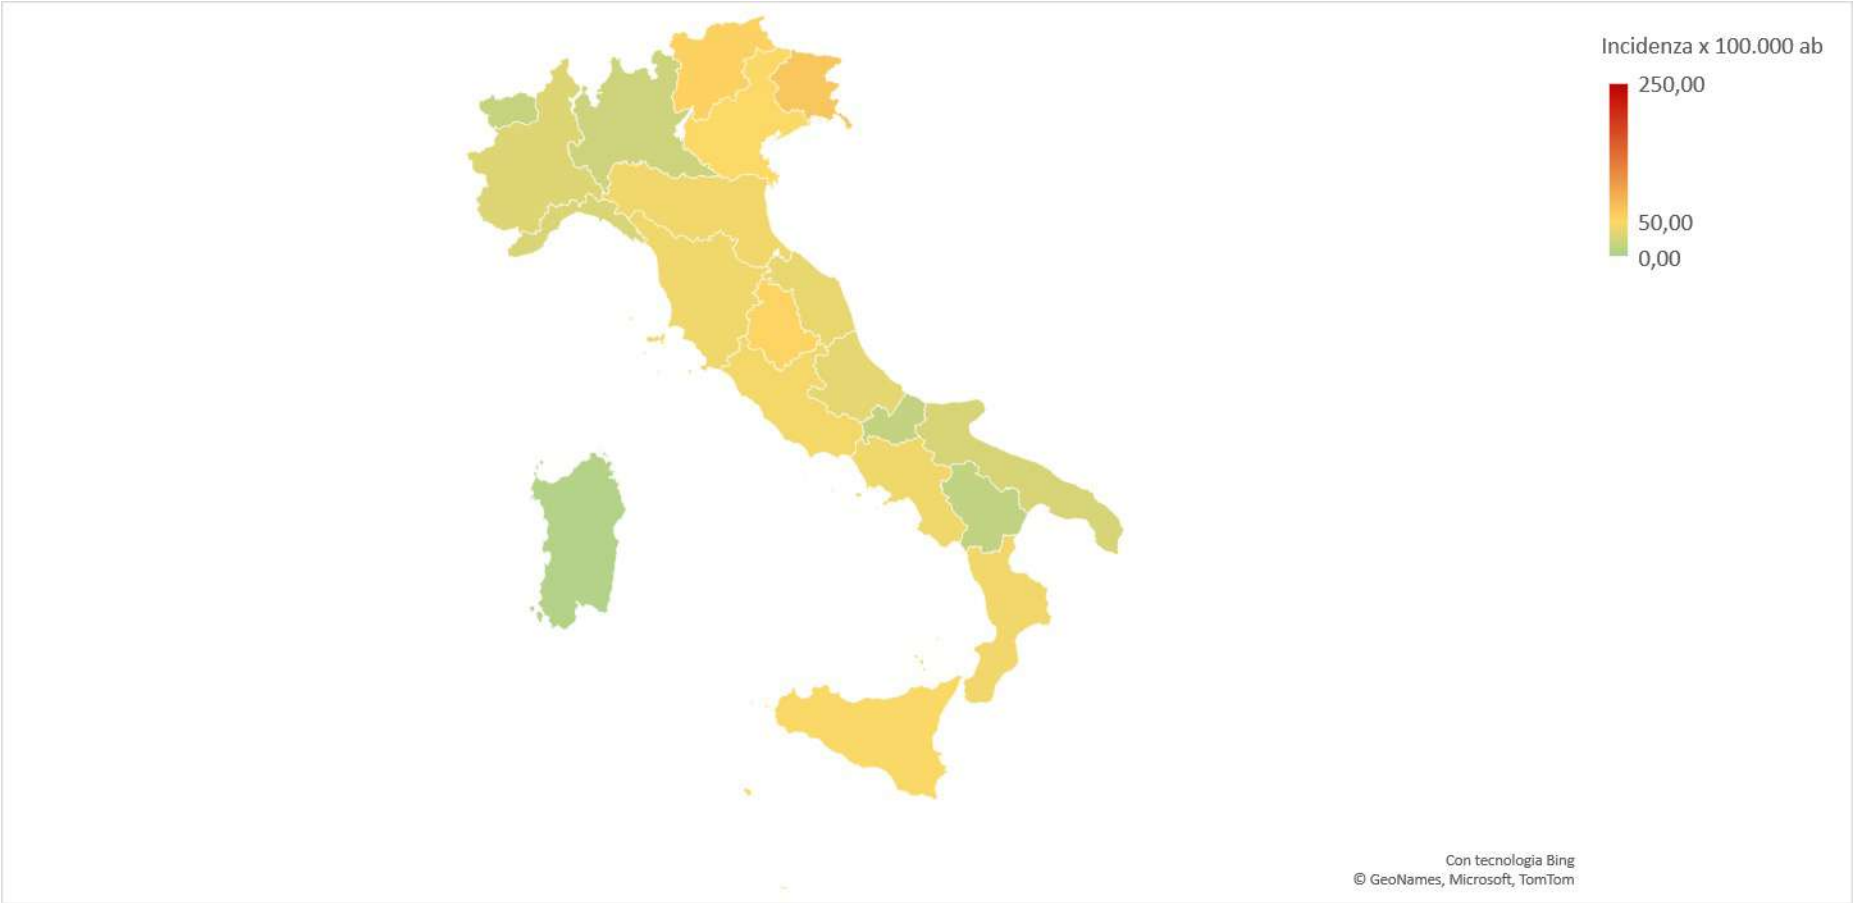 Incidenza x 100.000 ab
250,00
50,00
0,00
Con tecnologia Bing
© GeoNames, Microsoft, TomTom